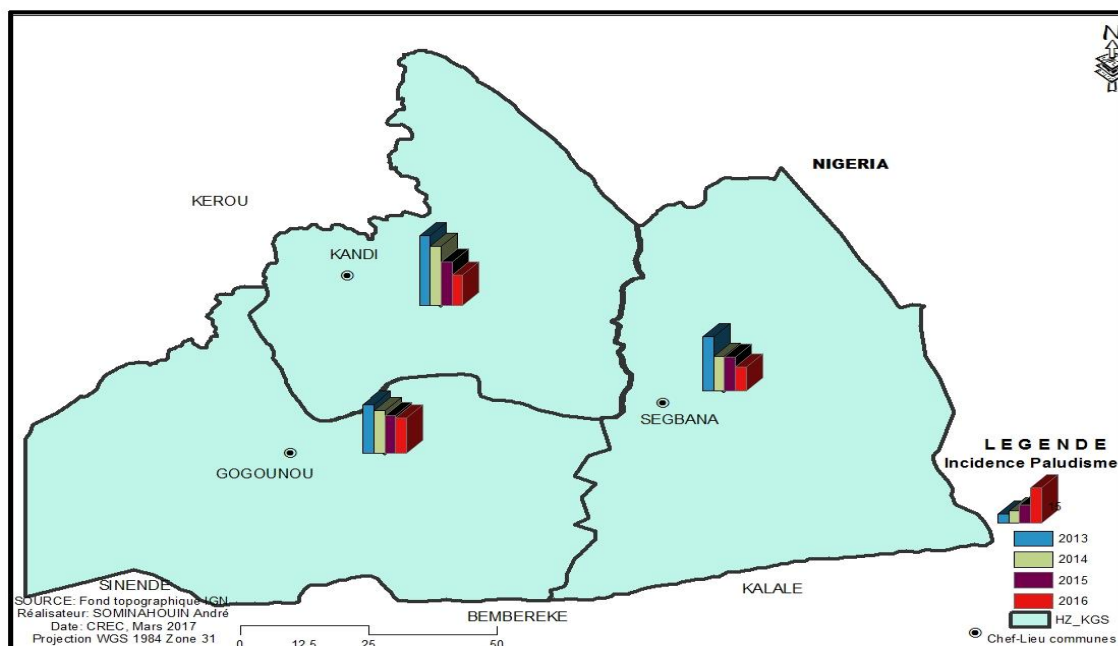 N
NIGERIA
KEROU
KANDI
SEGBANA
GOGOUNOU
L E G E N D E
Incidence Paludisme
2013
2014
2015
2016
HZ_KGS
Chef-Lieu communes
SINENDE
KALALE
BEMBEREKE
SOURCE: Fond topographique IGN
Réalisateur: SOMINAHOUIN André
Date: CREC, Mars 2017
Projection WGS 1984 Zone 31
0 12,5 25 50